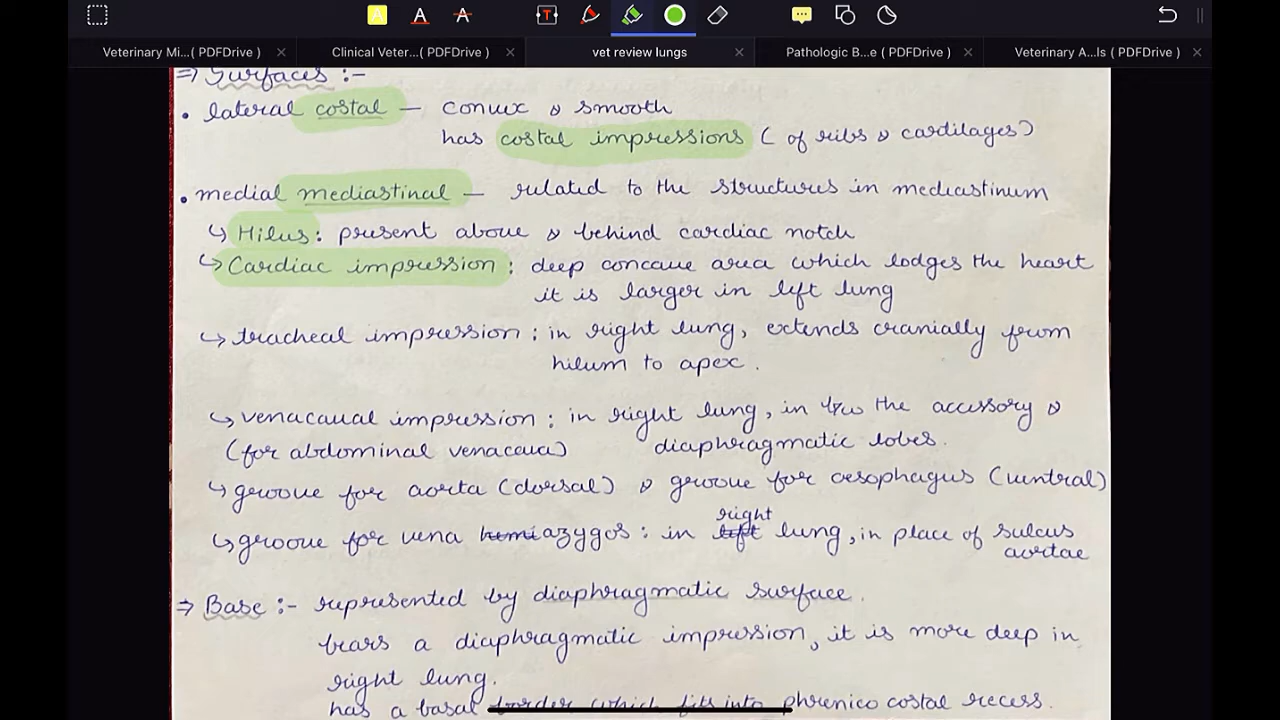 Veterinary Mi...( PDFDrive )
Clinical Veter...( PDFDrive )
vet review lungs
Pathologic B...e ( PDFDrive )
Veterinary A...ls ( PDFDrive )
⇒ Surfaces :-
• lateral costal — convex & smooth
has costal impressions ( of ribs & cardilages)
• medial mediastinal — related to the structures in mediastinum
↳ Hilus: present above & behind cardiac notch
↳ Cardiac impression : deep concave area which lodges the heart
it is larger in left lung
↳ tracheal impression : in right lung, extends cranially from
hilum to apex .
↳ venacaval impression : in right lung, in b/w the accessory &
(for abdominal venacava) diaphragmatic lobes.
↳ groove for aorta (dorsal) & groove for oesophagus (ventral)
right
↳ groove for vena hemiazygos : in left lung, in place of sulcus
aortae
⇒ Base :- represented by diaphragmatic surface.
bears a diaphragmatic impression, it is more deep in
right lung.
has a basal border which fits into phrenico costal recess.